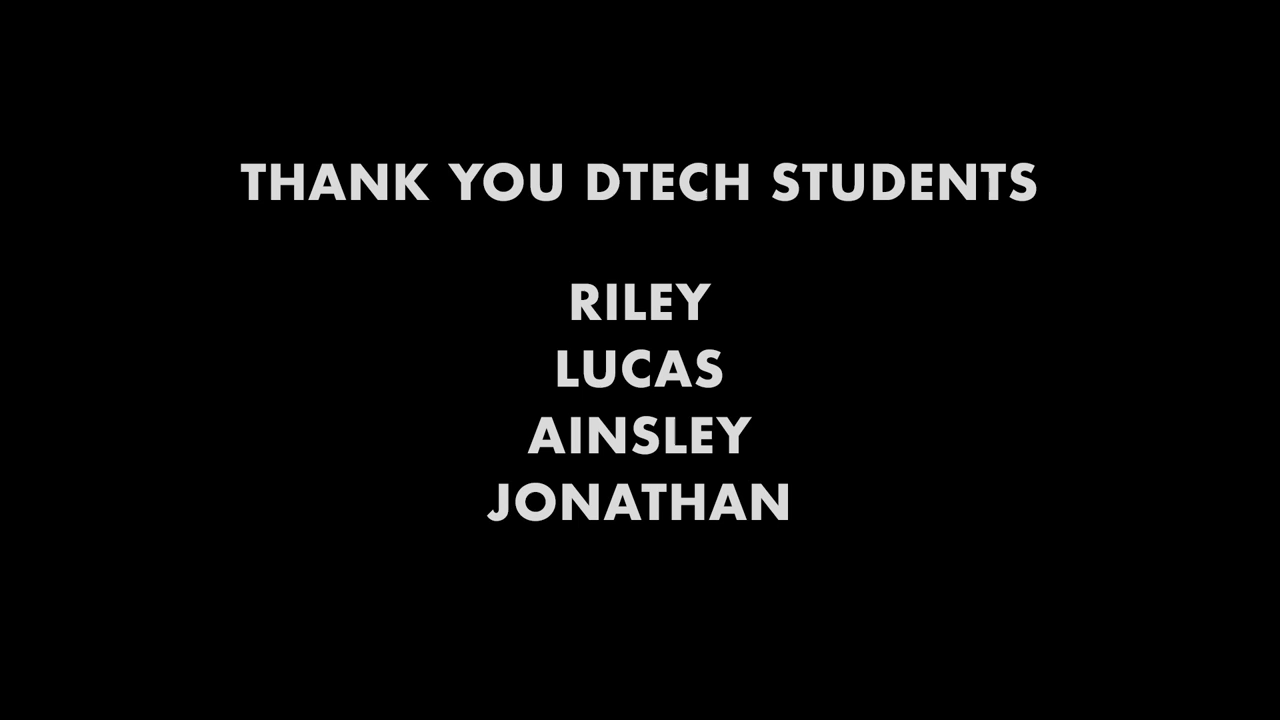 THANK YOU DTECH STUDENTS
RILEY
LUCAS
AINSLEY
JONATHAN